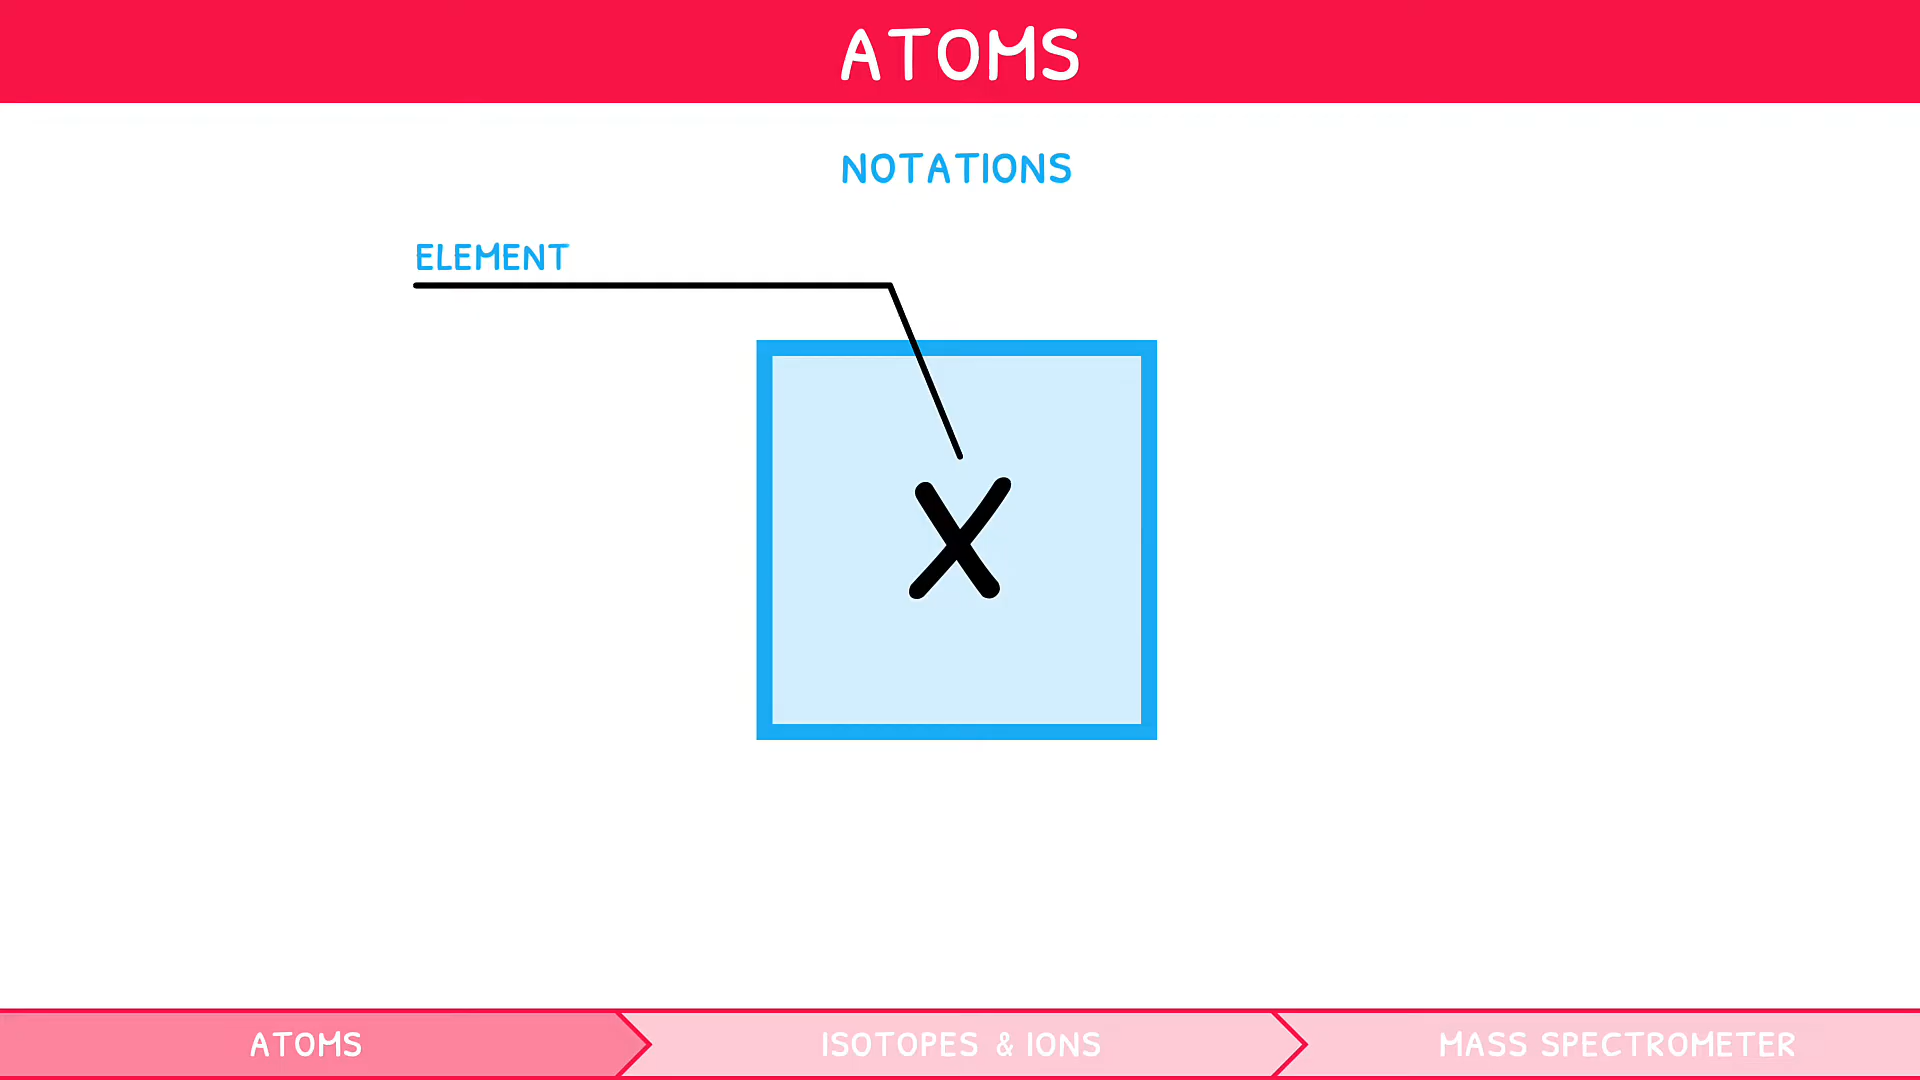 ATOMS
NOTATIONS
ELEMENT
X
ATOMS
ISOTOPES & IONS
MASS SPECTROMETER